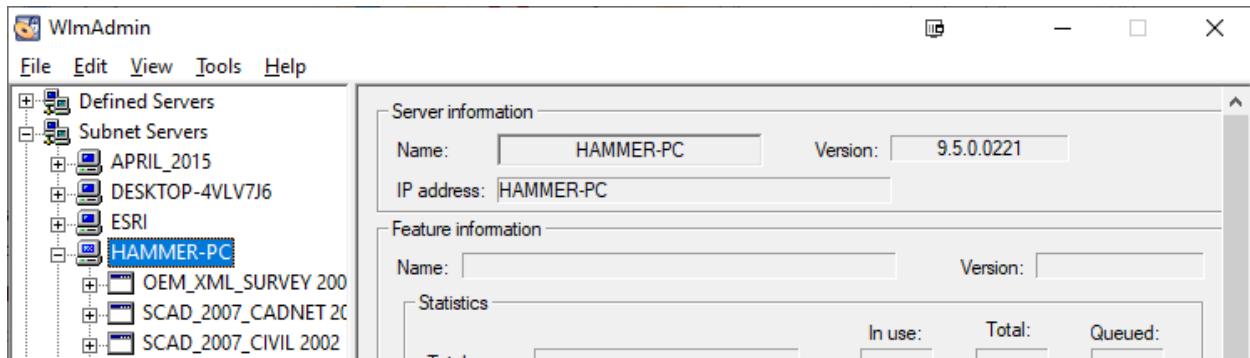 WlmAdmin
File Edit View Tools Help
Defined Servers
Subnet Servers
APRIL_2015
DESKTOP-4VLV7J6
ESRI
HAMMER-PC
OEM_XML_SURVEY 200
SCAD_2007_CADNET 20
SCAD_2007_CIVIL 2002
Server information
Name: HAMMER-PC Version: 9.5.0.0221
IP address: HAMMER-PC
Feature information
Name: Version:
Statistics
In use: Total: Queued: